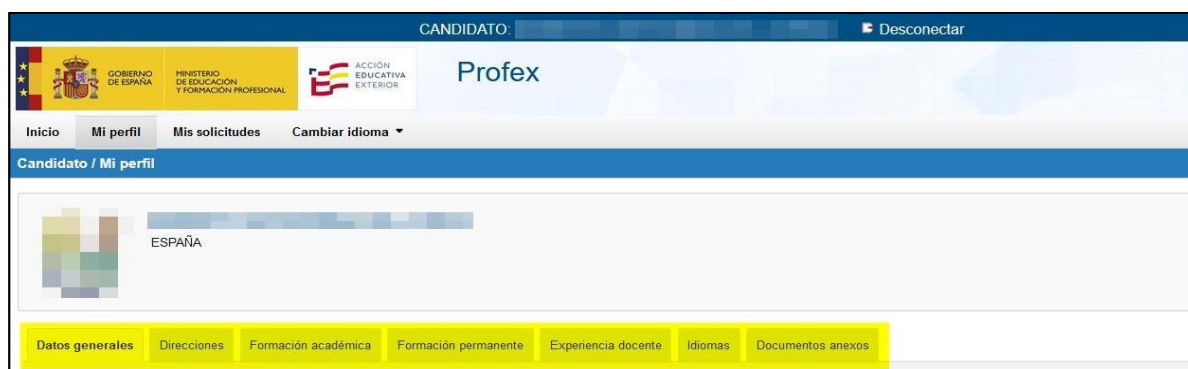 CANDIDATO: Desconectar
GOBIERNO
DE ESPAÑA
MINISTERIO
DE EDUCACIÓN
Y FORMACIÓN PROFESIONAL
ACCIÓN
EDUCATIVA
EXTERIOR
Profex
Inicio Mi perfil Mis solicitudes Cambiar idioma
Candidato / Mi perfil
ESPAÑA
Datos generales Direcciones Formación académica Formación permanente Experiencia docente Idiomas Documentos anexos